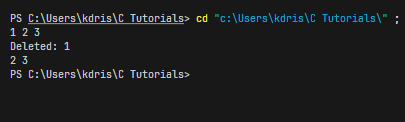 PS C:\Users\kdris\C Tutorials> cd "c:\Users\kdris\C Tutorials\" ;
1 2 3
Deleted: 1
2 3
PS C:\Users\kdris\C Tutorials>